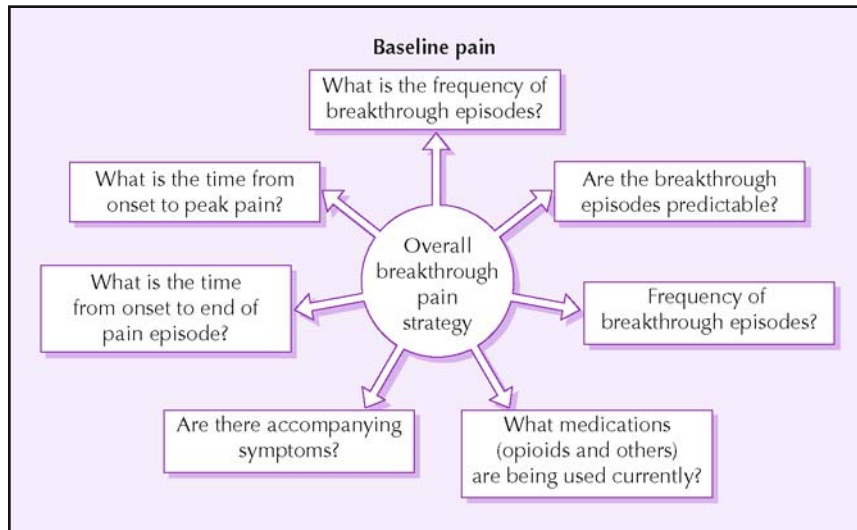 Baseline pain
What is the frequency of
breakthrough episodes?
What is the time from
onset to peak pain?
Are the breakthrough
episodes predictable?
Overall
breakthrough
pain
strategy
What is the time
from onset to end of
pain episode?
Frequency of
breakthrough episodes?
Are there accompanying
symptoms?
What medications
(opioids and others)
are being used currently?